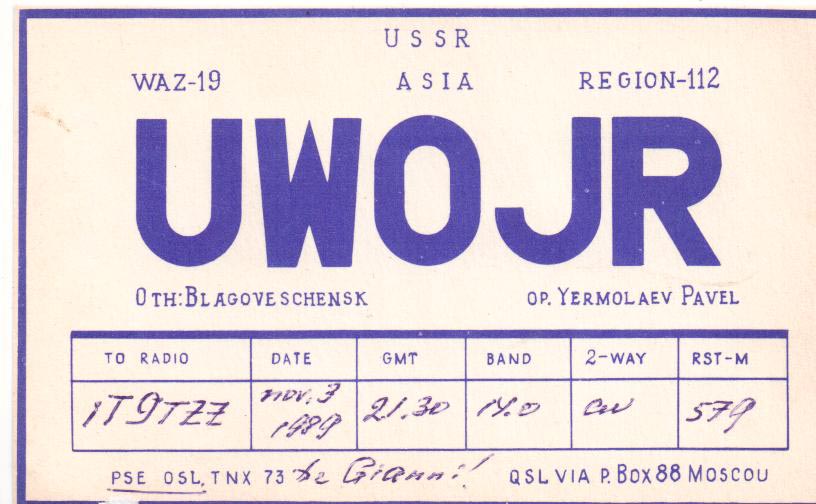 USSR
WAZ-19 ASIA REGION-112
UW0JR
QTH: BLAGOVESCHENSK OP. YERMOLAEV PAVEL
TO RADIO DATE GMT BAND 2-WAY RST-M
IT9TZZ nov. 3 1989 21.30 14.0 cw 579
PSE QSL, TNX 73 de Gianni! QSL VIA P. BOX 88 MOSCOU